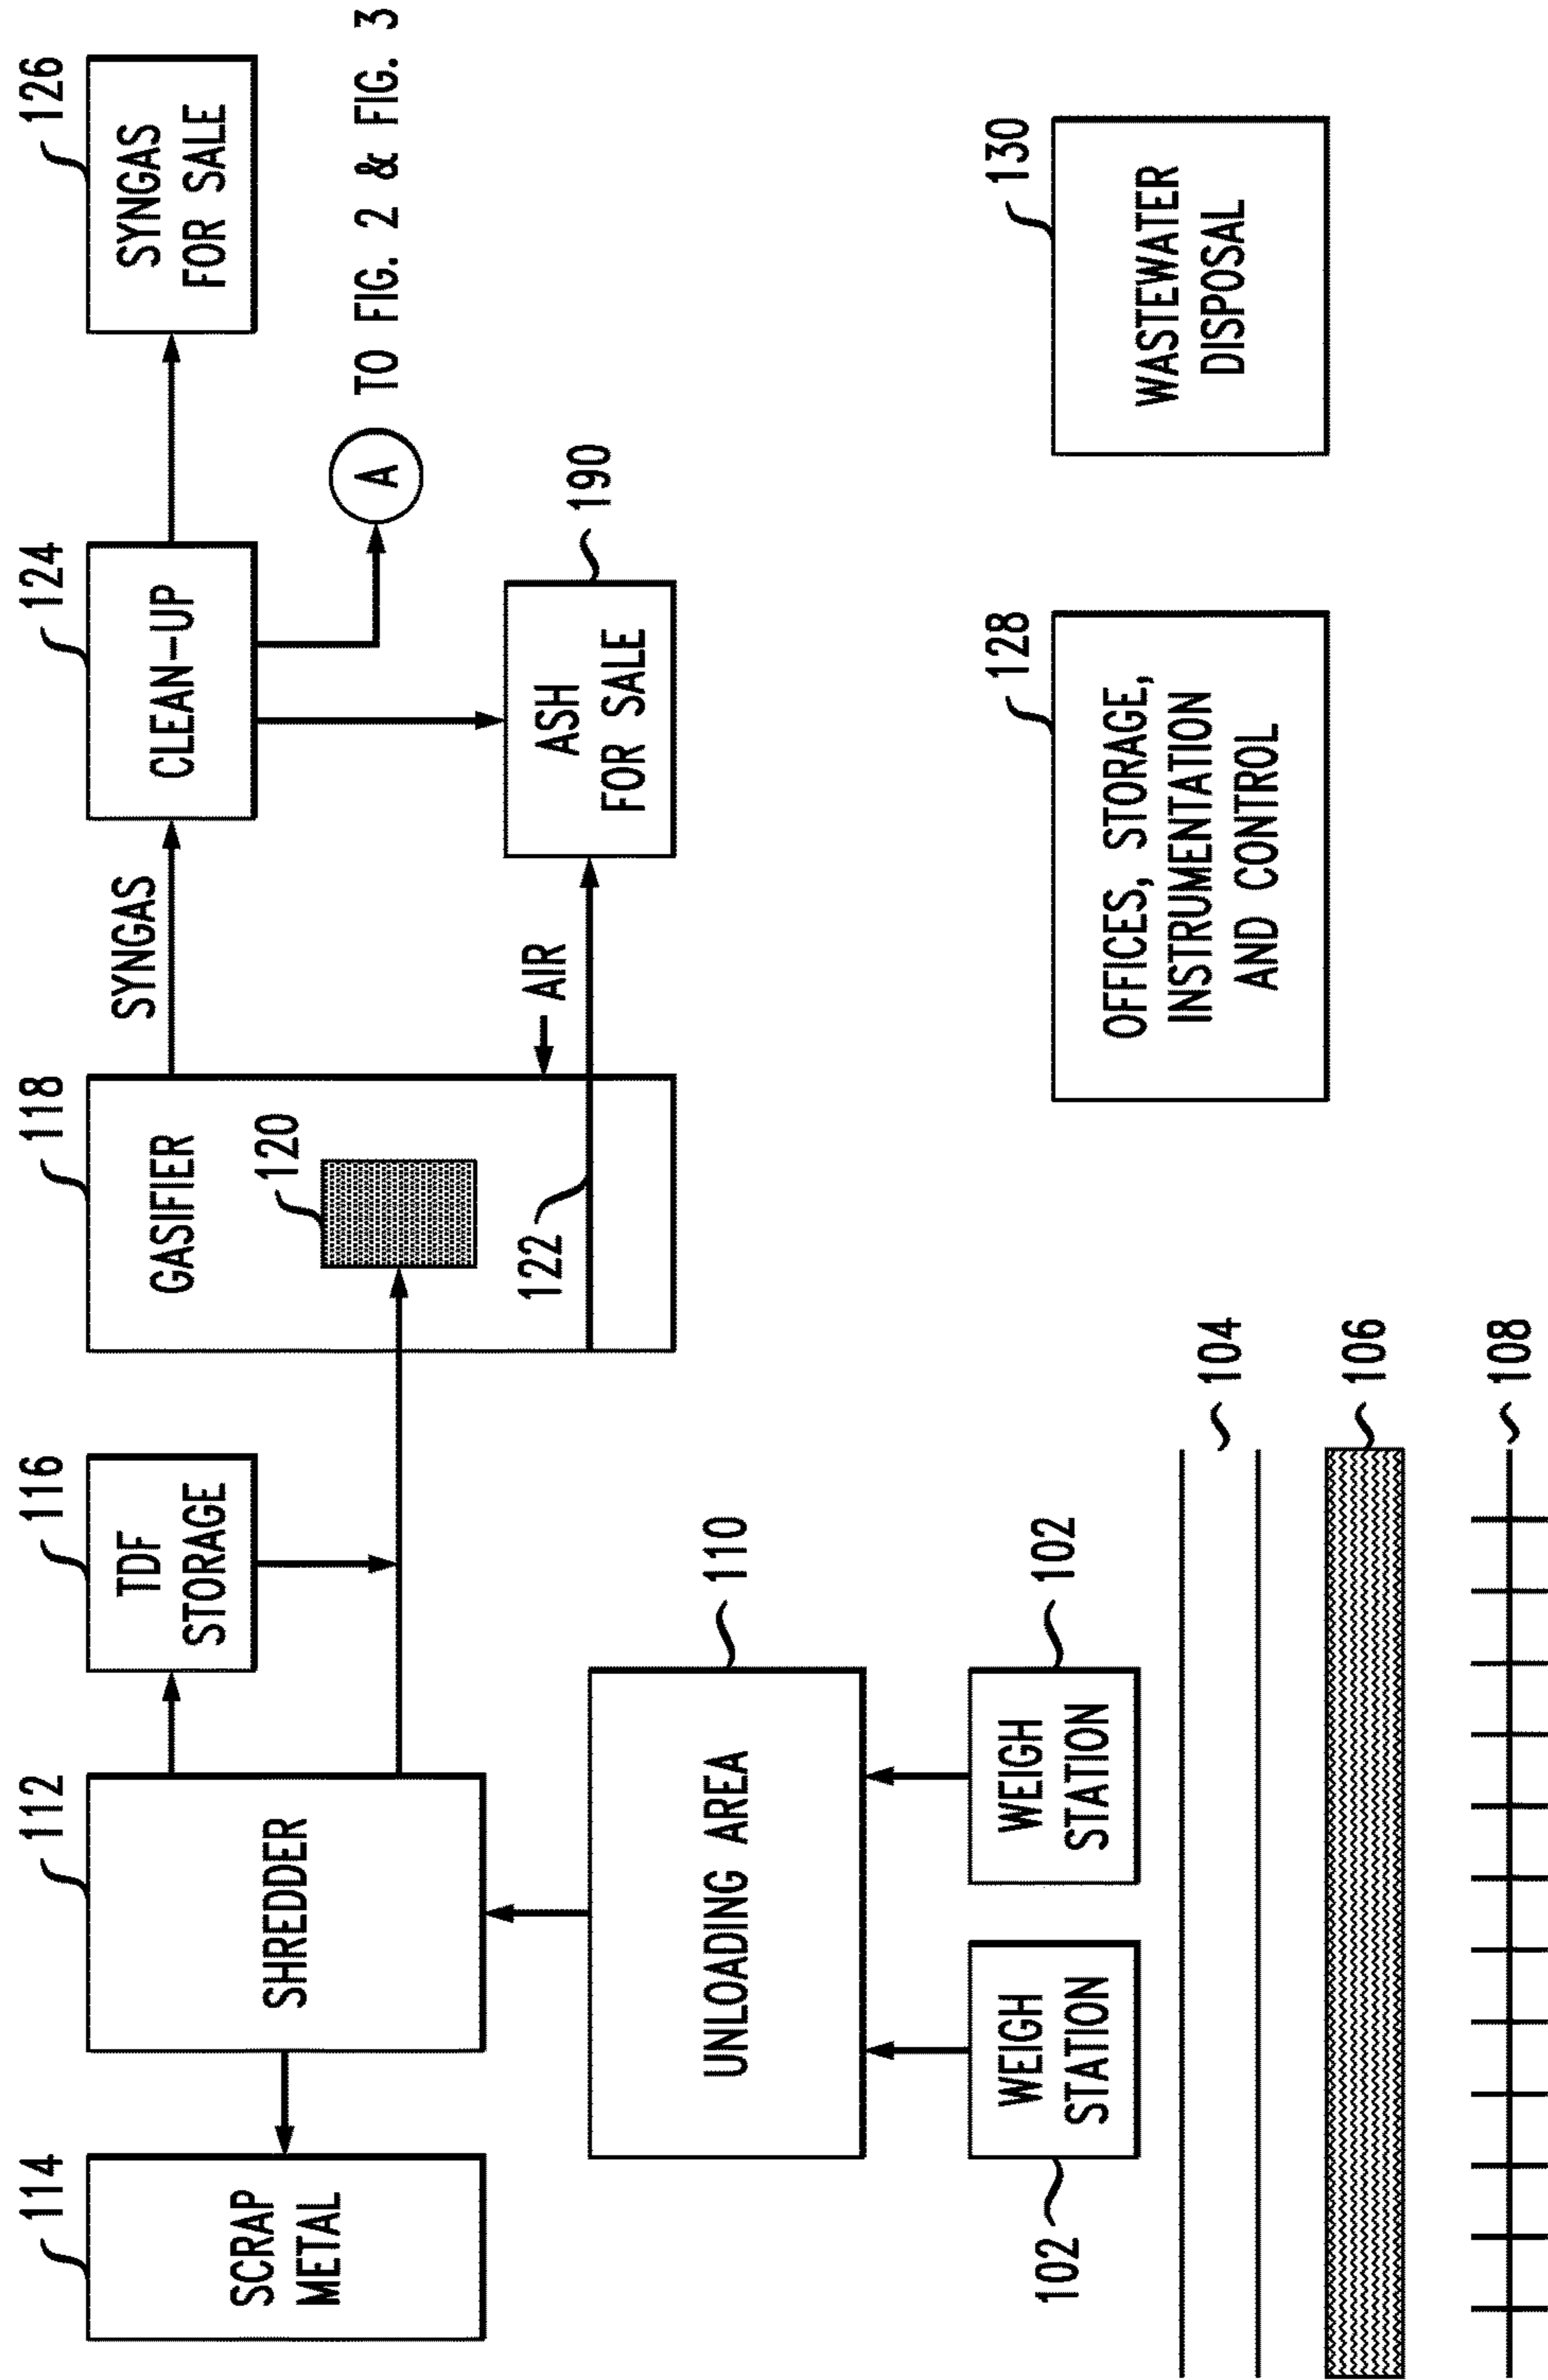 114
SCRAP
METAL
112
SHREDDER
116
TDF
STORAGE
118
GASIFIER
120
122
SYNGAS
AIR
124
CLEAN-UP
126
SYNGAS
FOR SALE
A TO FIG. 2 & FIG. 3
190
ASH
FOR SALE
110
UNLOADING AREA
102
WEIGH
STATION
102
WEIGH
STATION
104
106
108
128
OFFICES, STORAGE,
INSTRUMENTATION
AND CONTROL
130
WASTEWATER
DISPOSAL